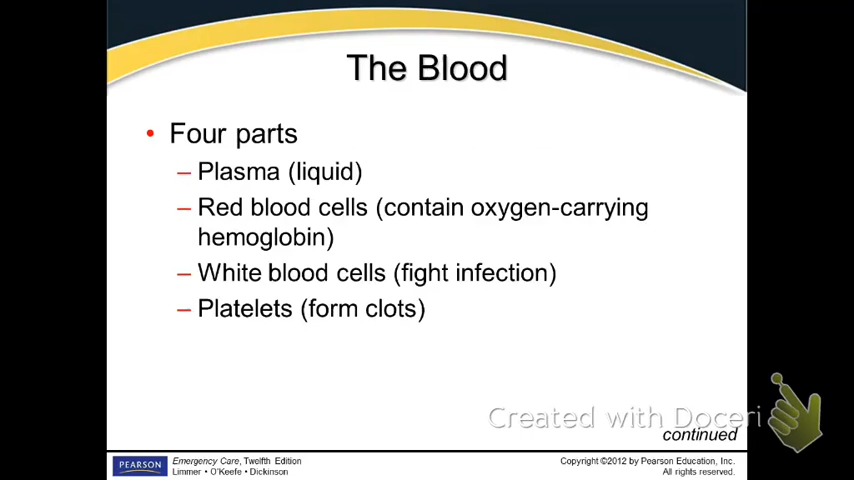 The Blood
• Four parts
– Plasma (liquid)
– Red blood cells (contain oxygen-carrying
hemoglobin)
– White blood cells (fight infection)
– Platelets (form clots)
Created with Doceri
continued
PEARSON
Emergency Care, Twelfth Edition
Limmer • O'Keefe • Dickinson
Copyright ©2012 by Pearson Education, Inc.
All rights reserved.